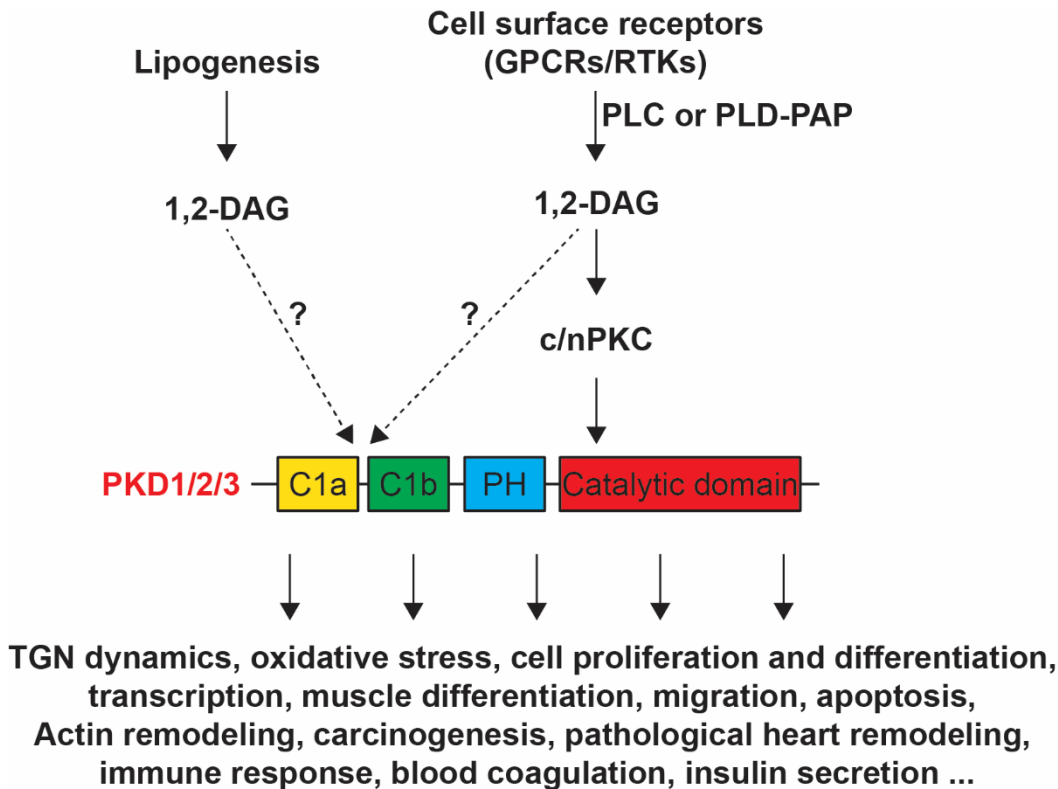 Cell surface receptors
(GPCRs/RTKs)
Lipogenesis
PLC or PLD-PAP
1,2-DAG
1,2-DAG
?
?
c/nPKC
PKD1/2/3
C1a
C1b
PH
Catalytic domain
TGN dynamics, oxidative stress, cell proliferation and differentiation,
transcription, muscle differentiation, migration, apoptosis,
Actin remodeling, carcinogenesis, pathological heart remodeling,
immune response, blood coagulation, insulin secretion ...